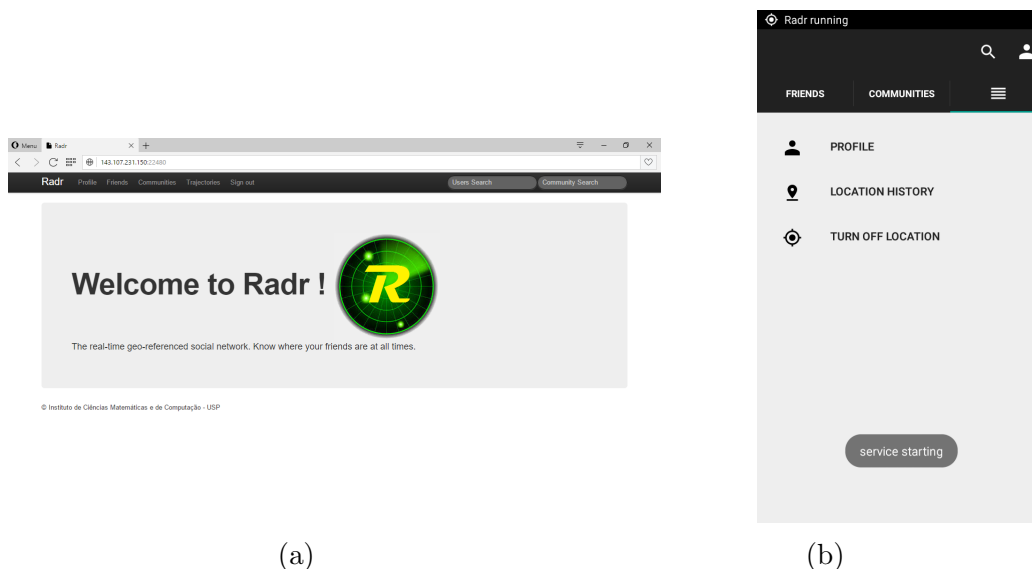 Menu Radr
143.107.231.150:22480
Radr Profile Friends Communities Trajectories Sign out Users Search Community Search
Welcome to Radr !
R
The real-time geo-referenced social network. Know where your friends are at all times.
© Instituto de Ciências Matemáticas e de Computação - USP
(a)
Radr running
FRIENDS COMMUNITIES
PROFILE
LOCATION HISTORY
TURN OFF LOCATION
service starting
(b)